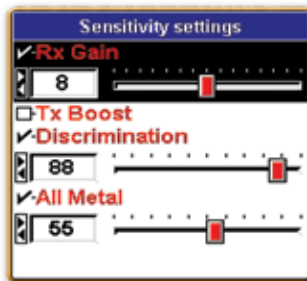 Sensitivity settings
Rx Gain
8
Tx Boost
Discrimination
88
All Metal
55